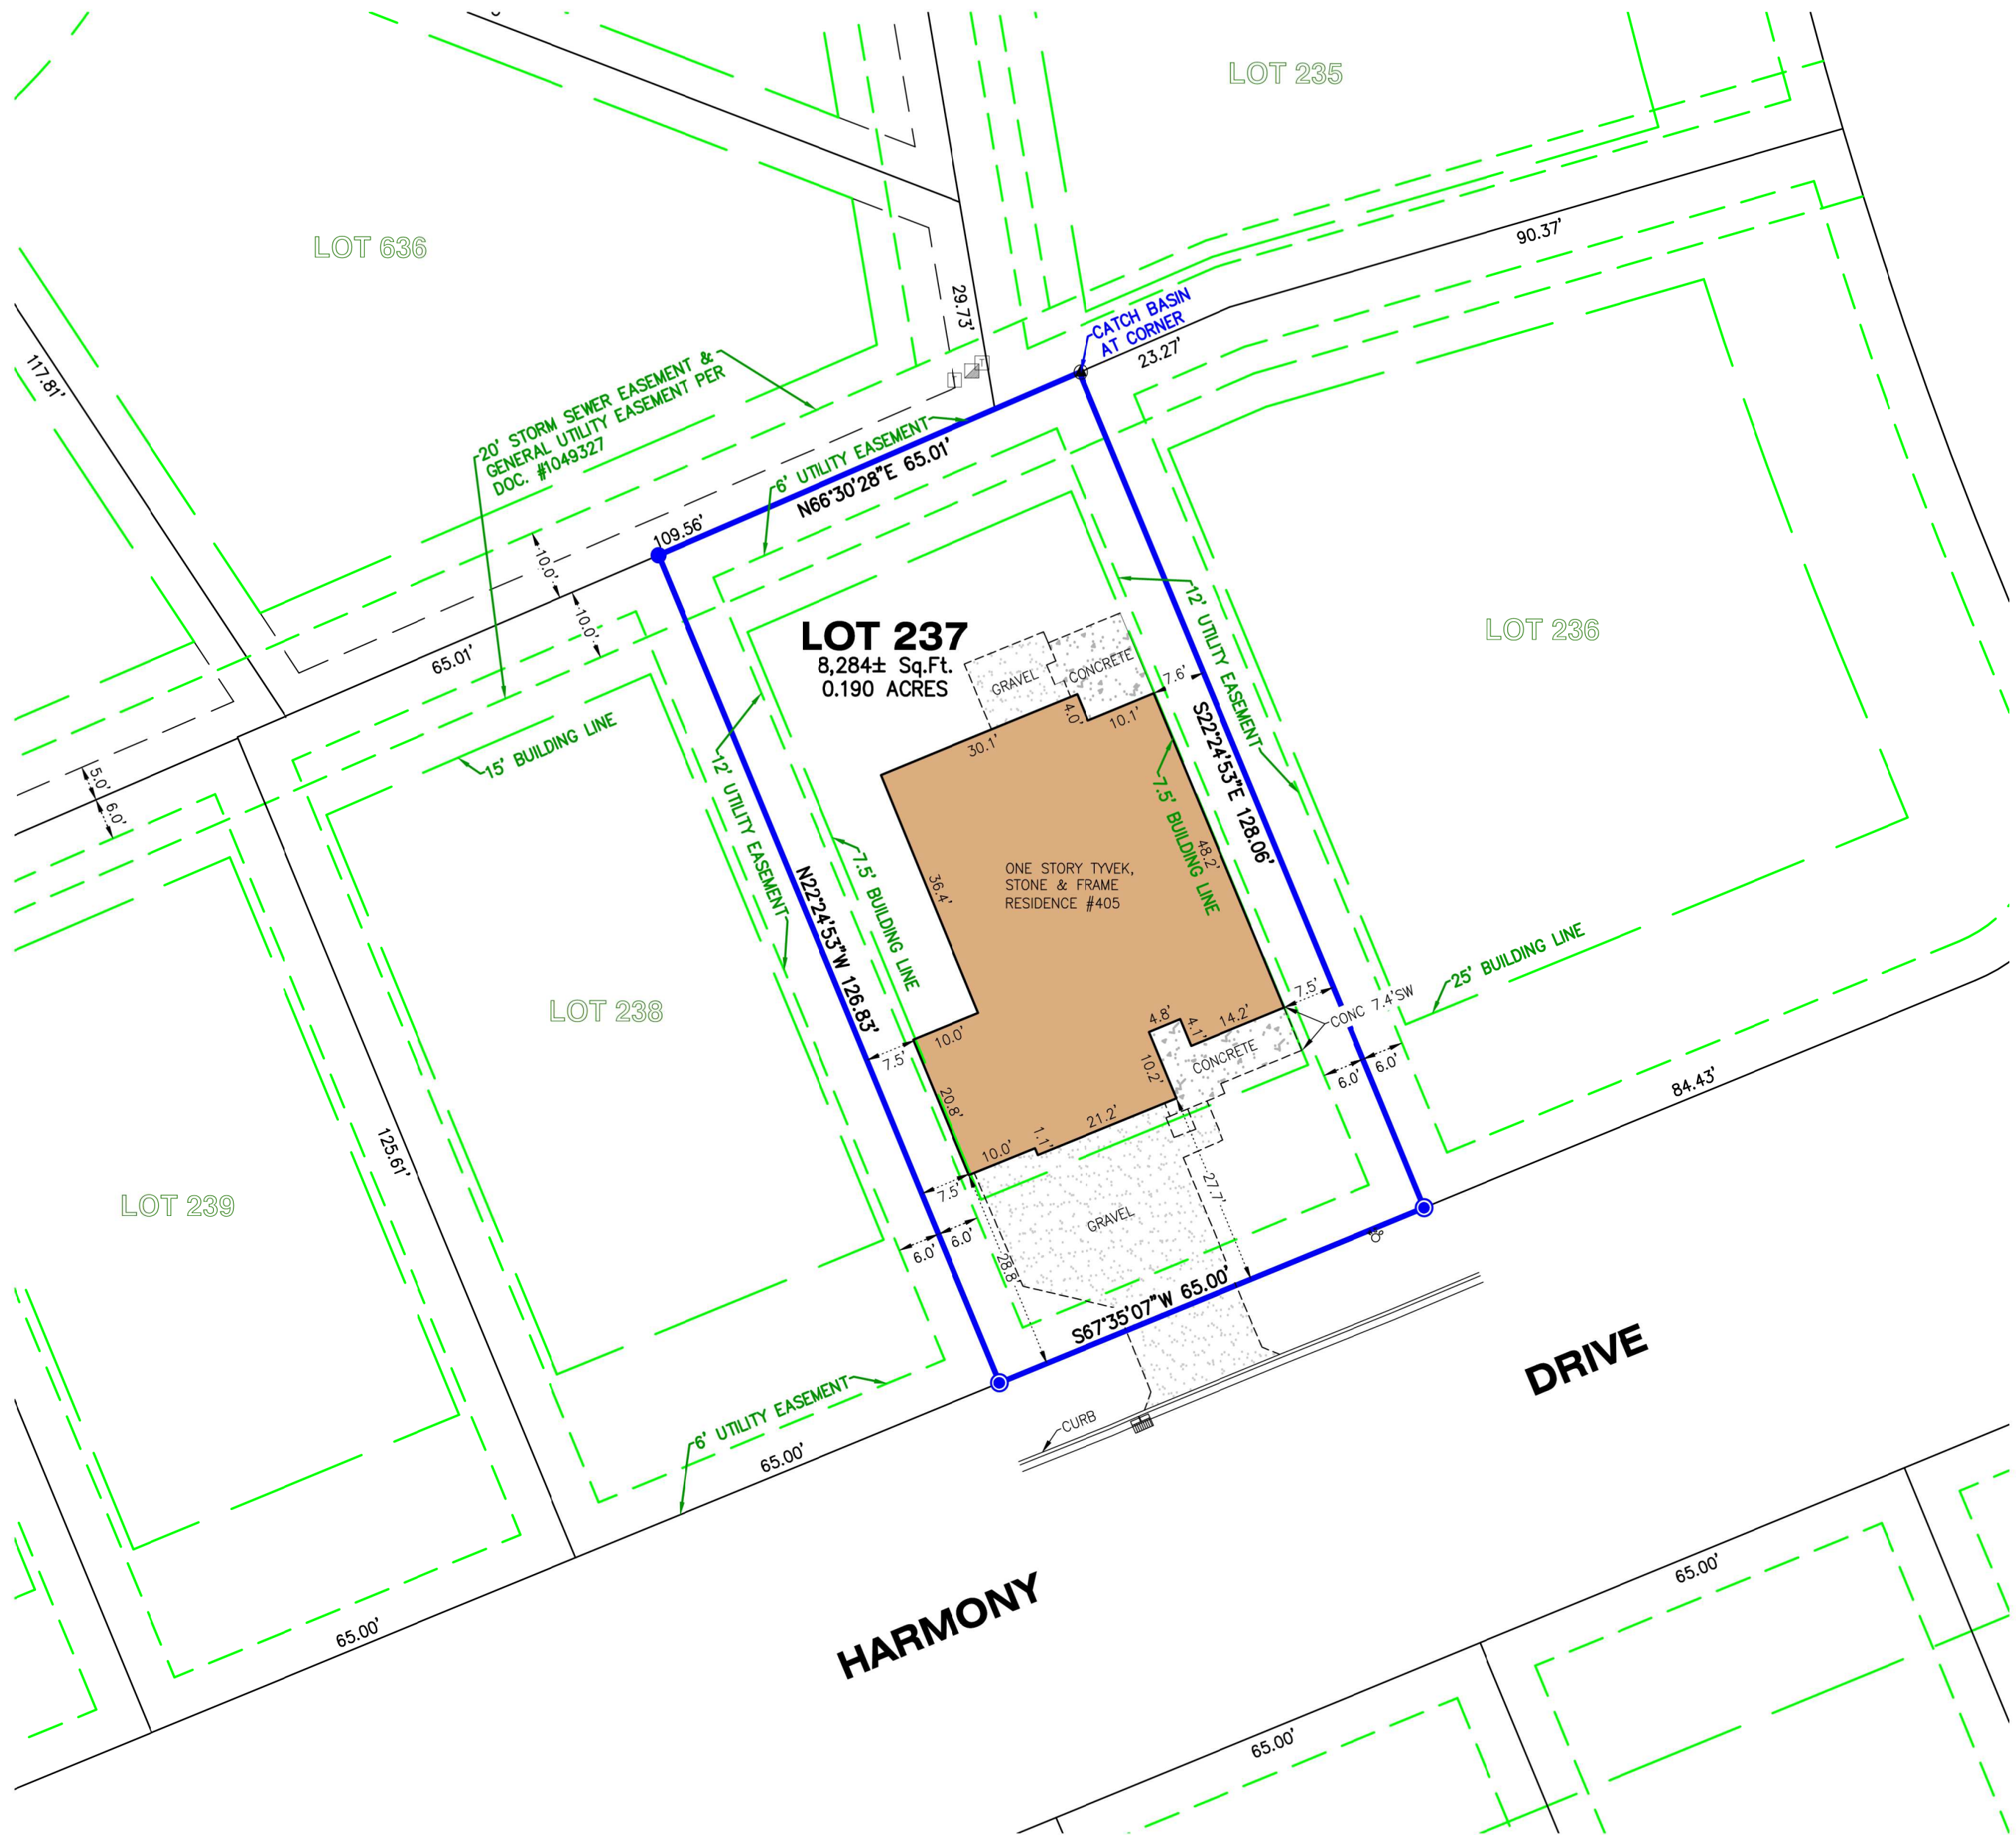 LOT 235
LOT 636
90.37'
29.73'
CATCH BASIN
AT CORNER
23.27'
117.81'
20' STORM SEWER EASEMENT &
GENERAL UTILITY EASEMENT PER
DOC. #1049327
6' UTILITY EASEMENT
N66°30'28"E 65.01'
109.56'
10.0'
10.0'
65.01'
T
T
LOT 237
8,284± Sq.Ft.
0.190 ACRES
12' UTILITY EASEMENT
LOT 236
GRAVEL
CONCRETE
7.6'
4.0'
10.1'
30.1'
S22°24'53"E 128.06'
15' BUILDING LINE
12' UTILITY EASEMENT
5.0'
6.0'
7.5' BUILDING LINE
48.2'
7.5' BUILDING LINE
ONE STORY TYVEK,
STONE & FRAME
RESIDENCE #405
36.4'
N22°24'53"W 126.83'
25' BUILDING LINE
LOT 238
7.5'
CONC 7.4'SW
4.8'
4.1'
14.2'
10.0'
7.5'
CONCRETE
10.2'
6.0'
6.0'
84.43'
20.8'
21.2'
1.1'
10.0'
125.61'
7.5'
27.7'
LOT 239
GRAVEL
6.0'
6.0'
28.8'
S67°35'07"W 65.00'
DRIVE
CURB
6' UTILITY EASEMENT
65.00'
HARMONY
65.00'
65.00'
65.00'